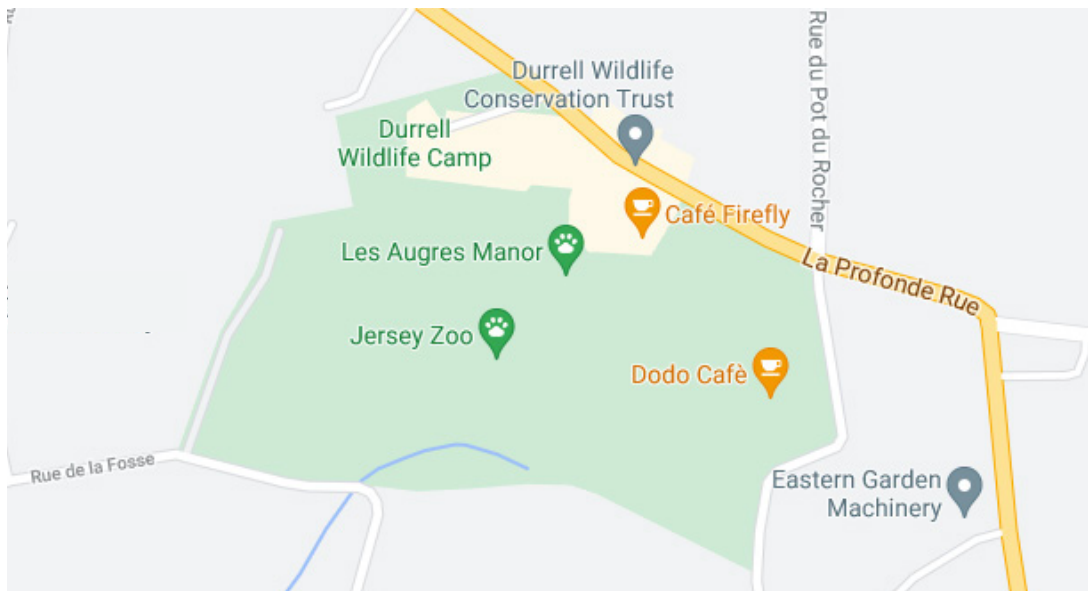 Rue du Pot du Rocher
Durrell Wildlife
Conservation Trust
Durrell
Wildlife Camp
Café Firefly
Les Augres Manor
La Profonde Rue
Jersey Zoo
Dodo Cafè
Rue de la Fosse
Eastern Garden
Machinery